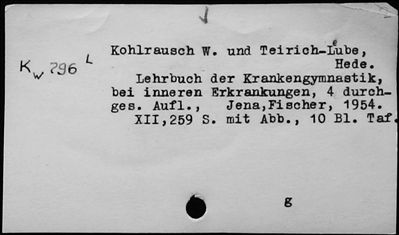 Kohlrausch W. und Teirich-Lube,
Hede.
Kw 796 L
Lehrbuch der Krankengymnastik,
bei inneren Erkrankungen, 4 durch-
ges. Aufl., Jena,Fischer, 1954.
XII,259 S. mit Abb., 10 Bl. Taf.
g